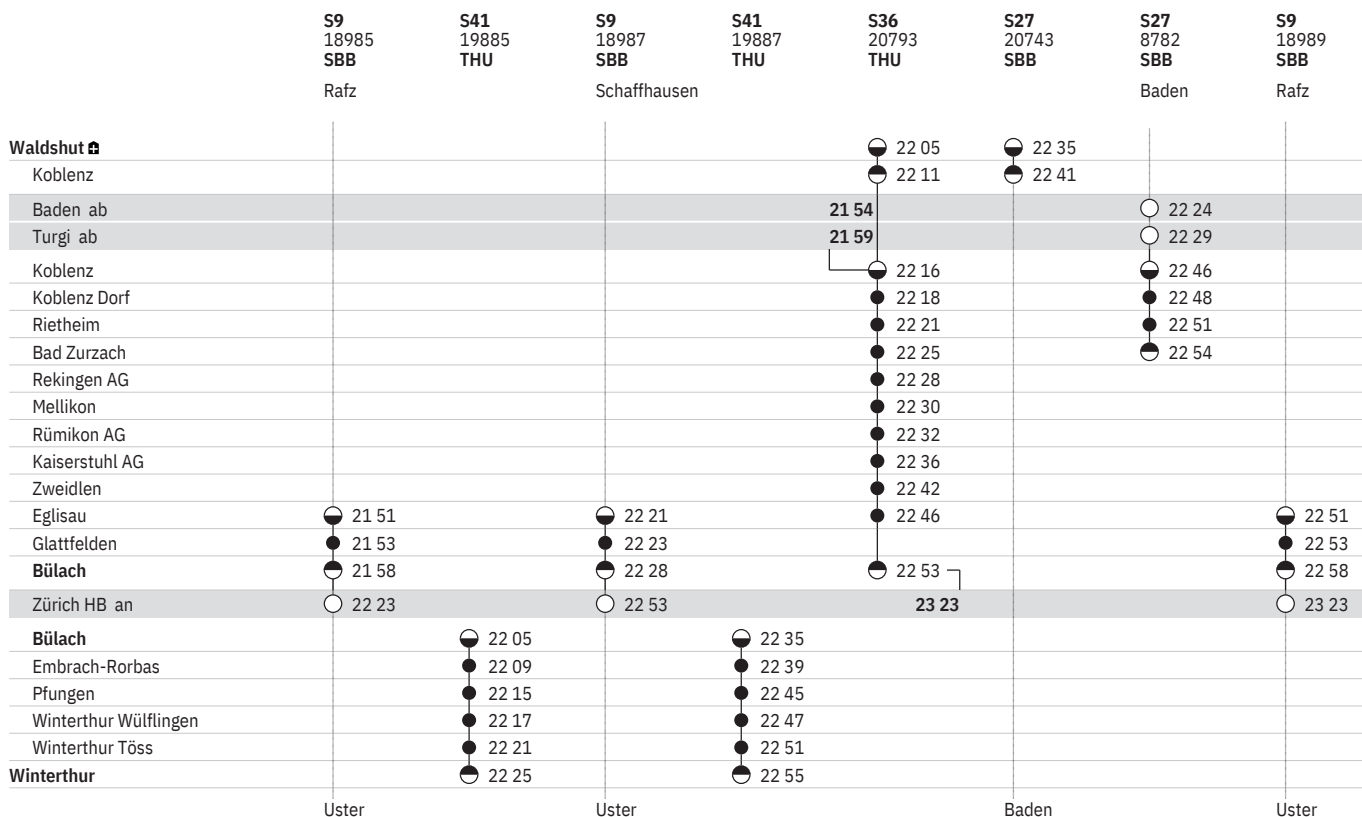 S9 S41 S9 S41 S36 S27 S27 S9
18985 19885 18987 19887 20793 20743 8782 18989
SBB THU SBB THU THU SBB SBB SBB
Rafz Schaffhausen Baden Rafz
Waldshut 22 05 22 35
Koblenz 22 11 22 41
Baden ab 21 54 22 24
Turgi ab 21 59 22 29
Koblenz 22 16 22 46
Koblenz Dorf 22 18 22 48
Rietheim 22 21 22 51
Bad Zurzach 22 25 22 54
Rekingen AG 22 28
Mellikon 22 30
Rümikon AG 22 32
Kaiserstuhl AG 22 36
Zweidlen 22 42
Eglisau 21 51 22 21 22 46 22 51
Glattfelden 21 53 22 23 22 53
Bülach 21 58 22 28 22 53 22 58
Zürich HB an 22 23 22 53 23 23 23 23
Bülach 22 05 22 35
Embrach-Rorbas 22 09 22 39
Pfungen 22 15 22 45
Winterthur Wülflingen 22 17 22 47
Winterthur Töss 22 21 22 51
Winterthur 22 25 22 55
Uster Uster Baden Uster